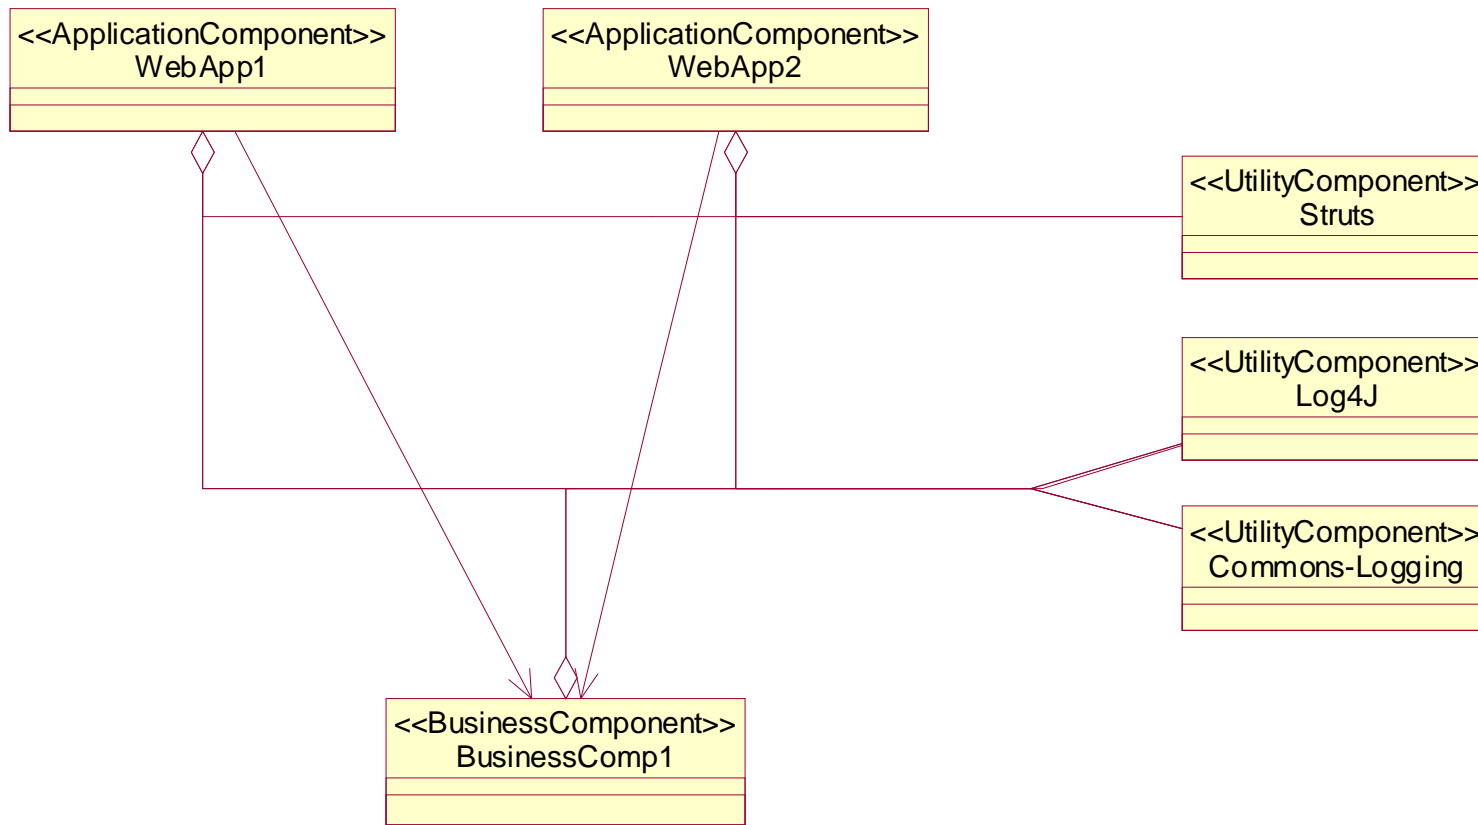 <<ApplicationComponent>>
WebApp1
<<ApplicationComponent>>
WebApp2
<<UtilityComponent>>
Struts
<<UtilityComponent>>
Log4J
<<UtilityComponent>>
Commons-Logging
<<BusinessComponent>>
BusinessComp1